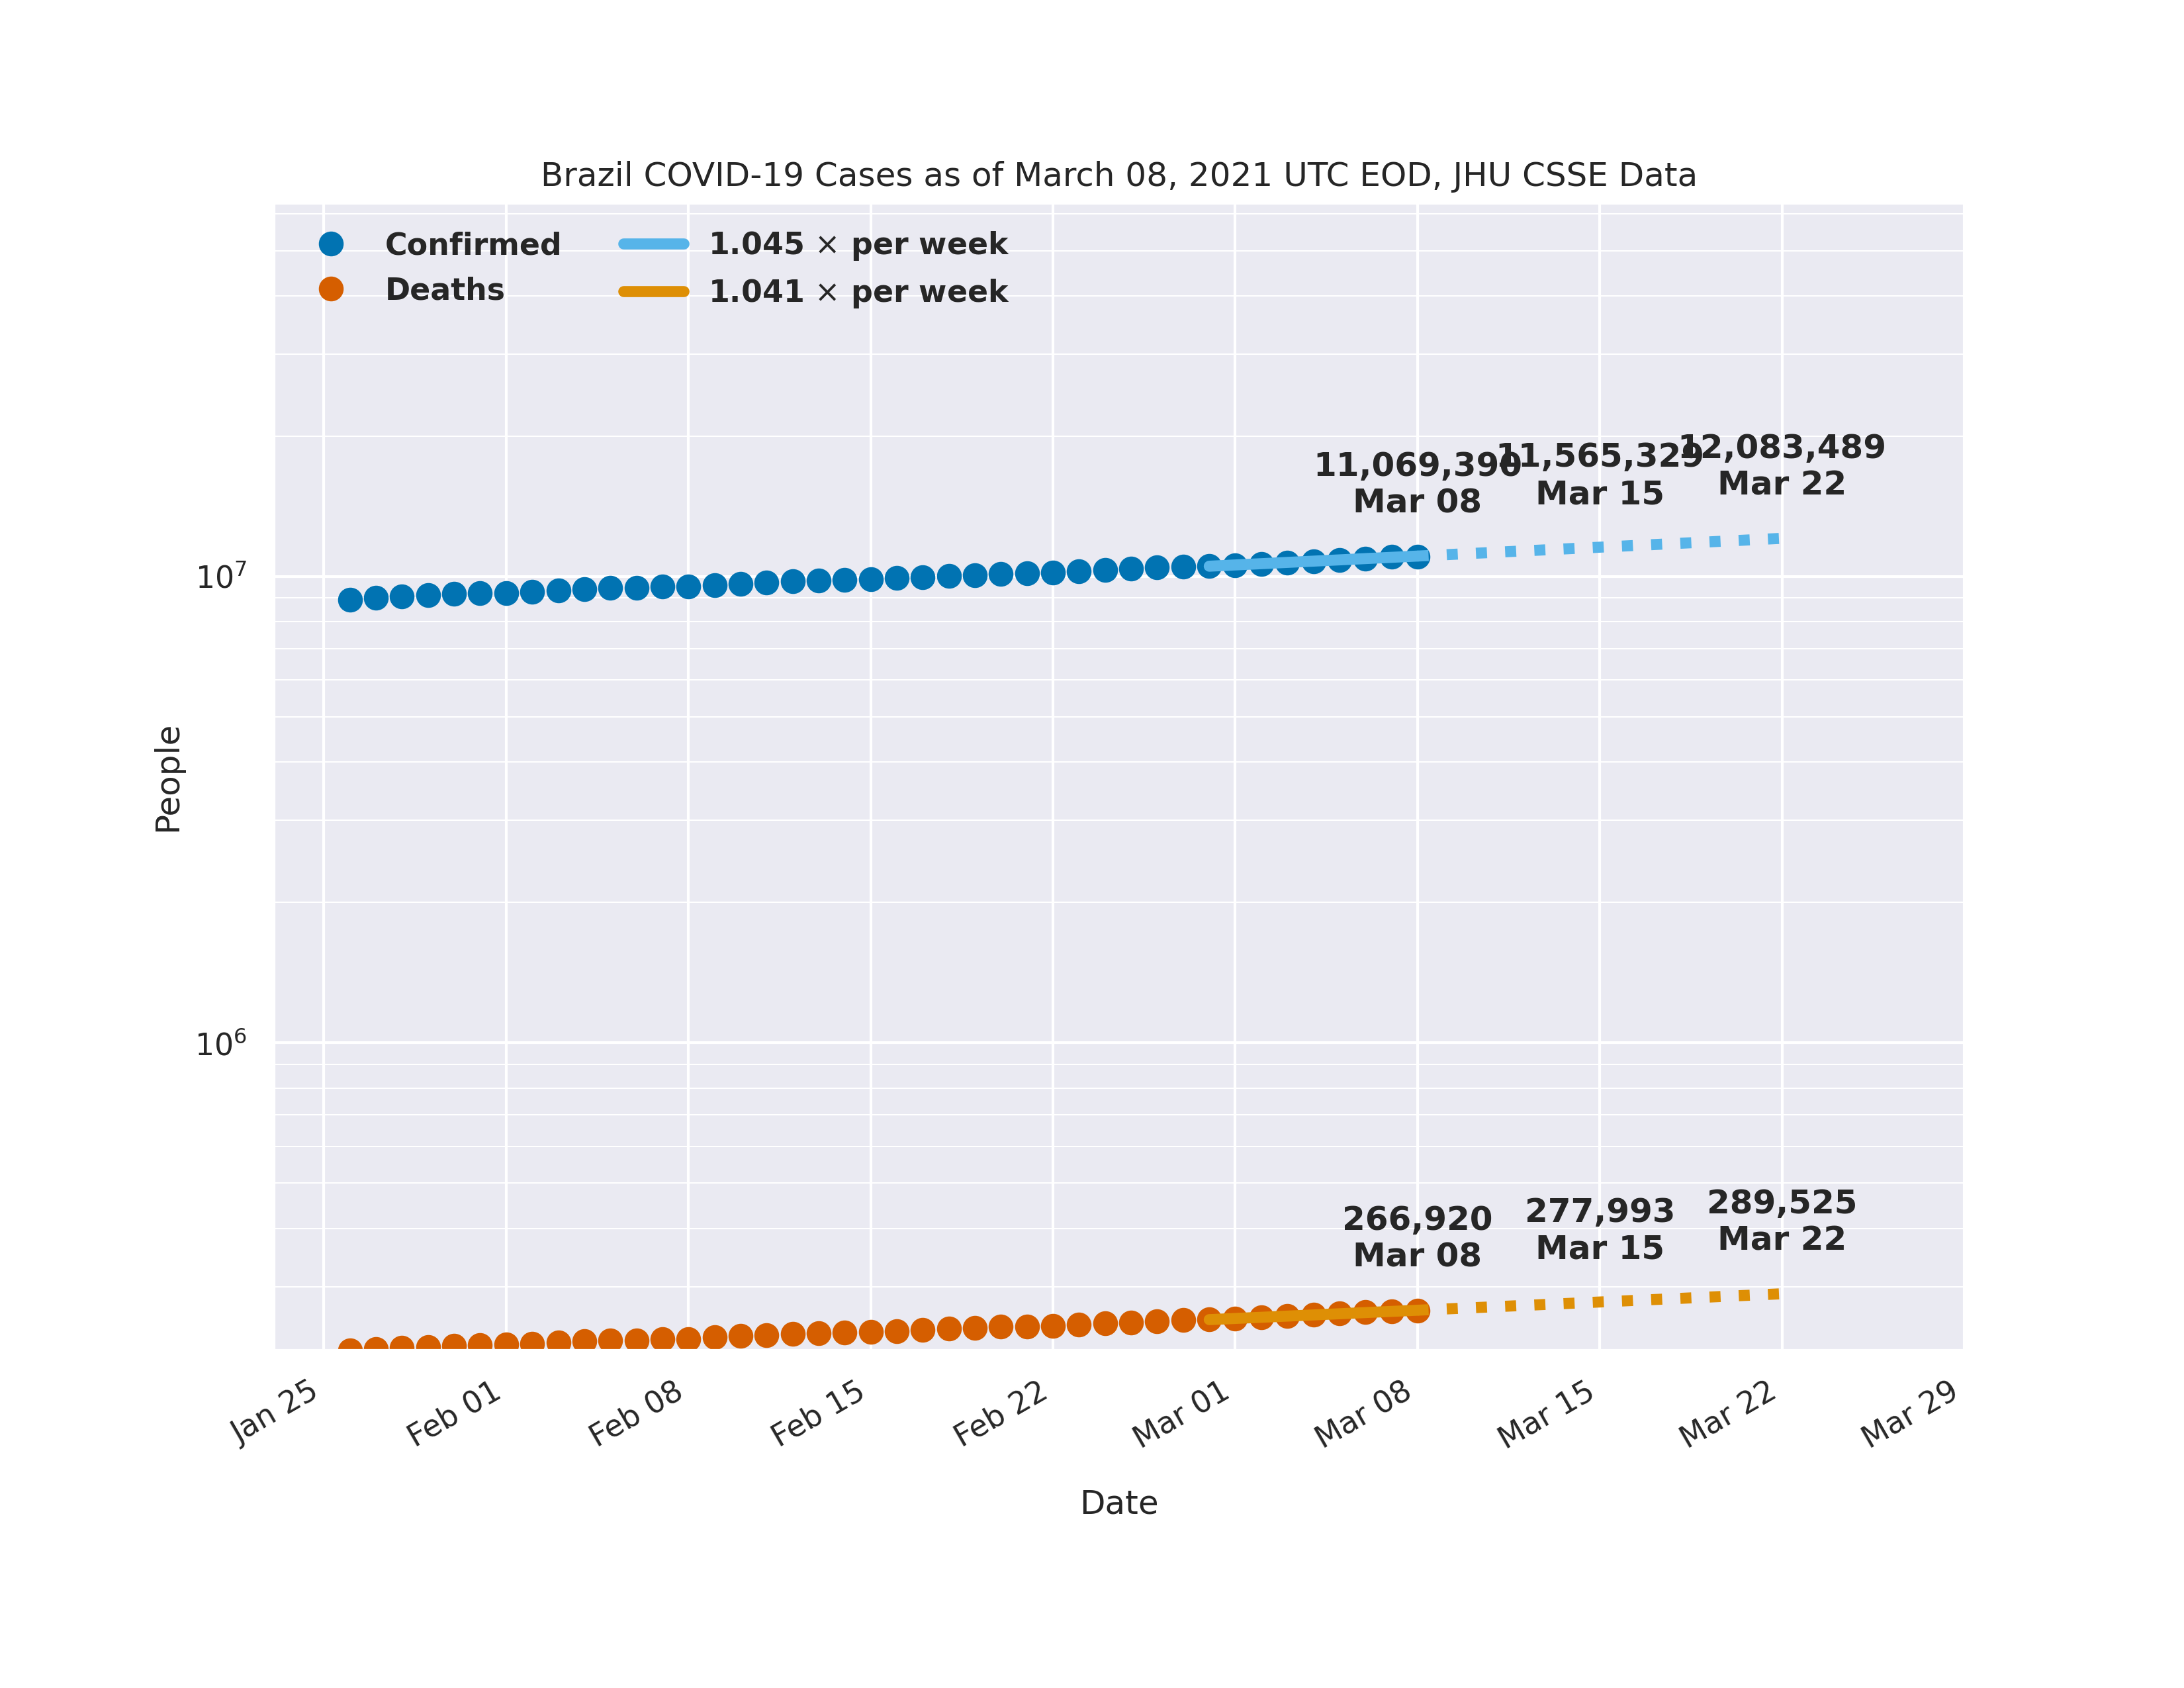 Brazil COVID-19 Cases as of March 08, 2021 UTC EOD, JHU CSSE Data
Confirmed
Deaths
1.045 × per week
1.041 × per week
11,069,390
Mar 08
11,565,329
Mar 15
12,083,489
Mar 22
10⁷
People
10⁶
266,920
Mar 08
277,993
Mar 15
289,525
Mar 22
Jan 25
Feb 01
Feb 08
Feb 15
Feb 22
Mar 01
Mar 08
Mar 15
Mar 22
Mar 29
Date